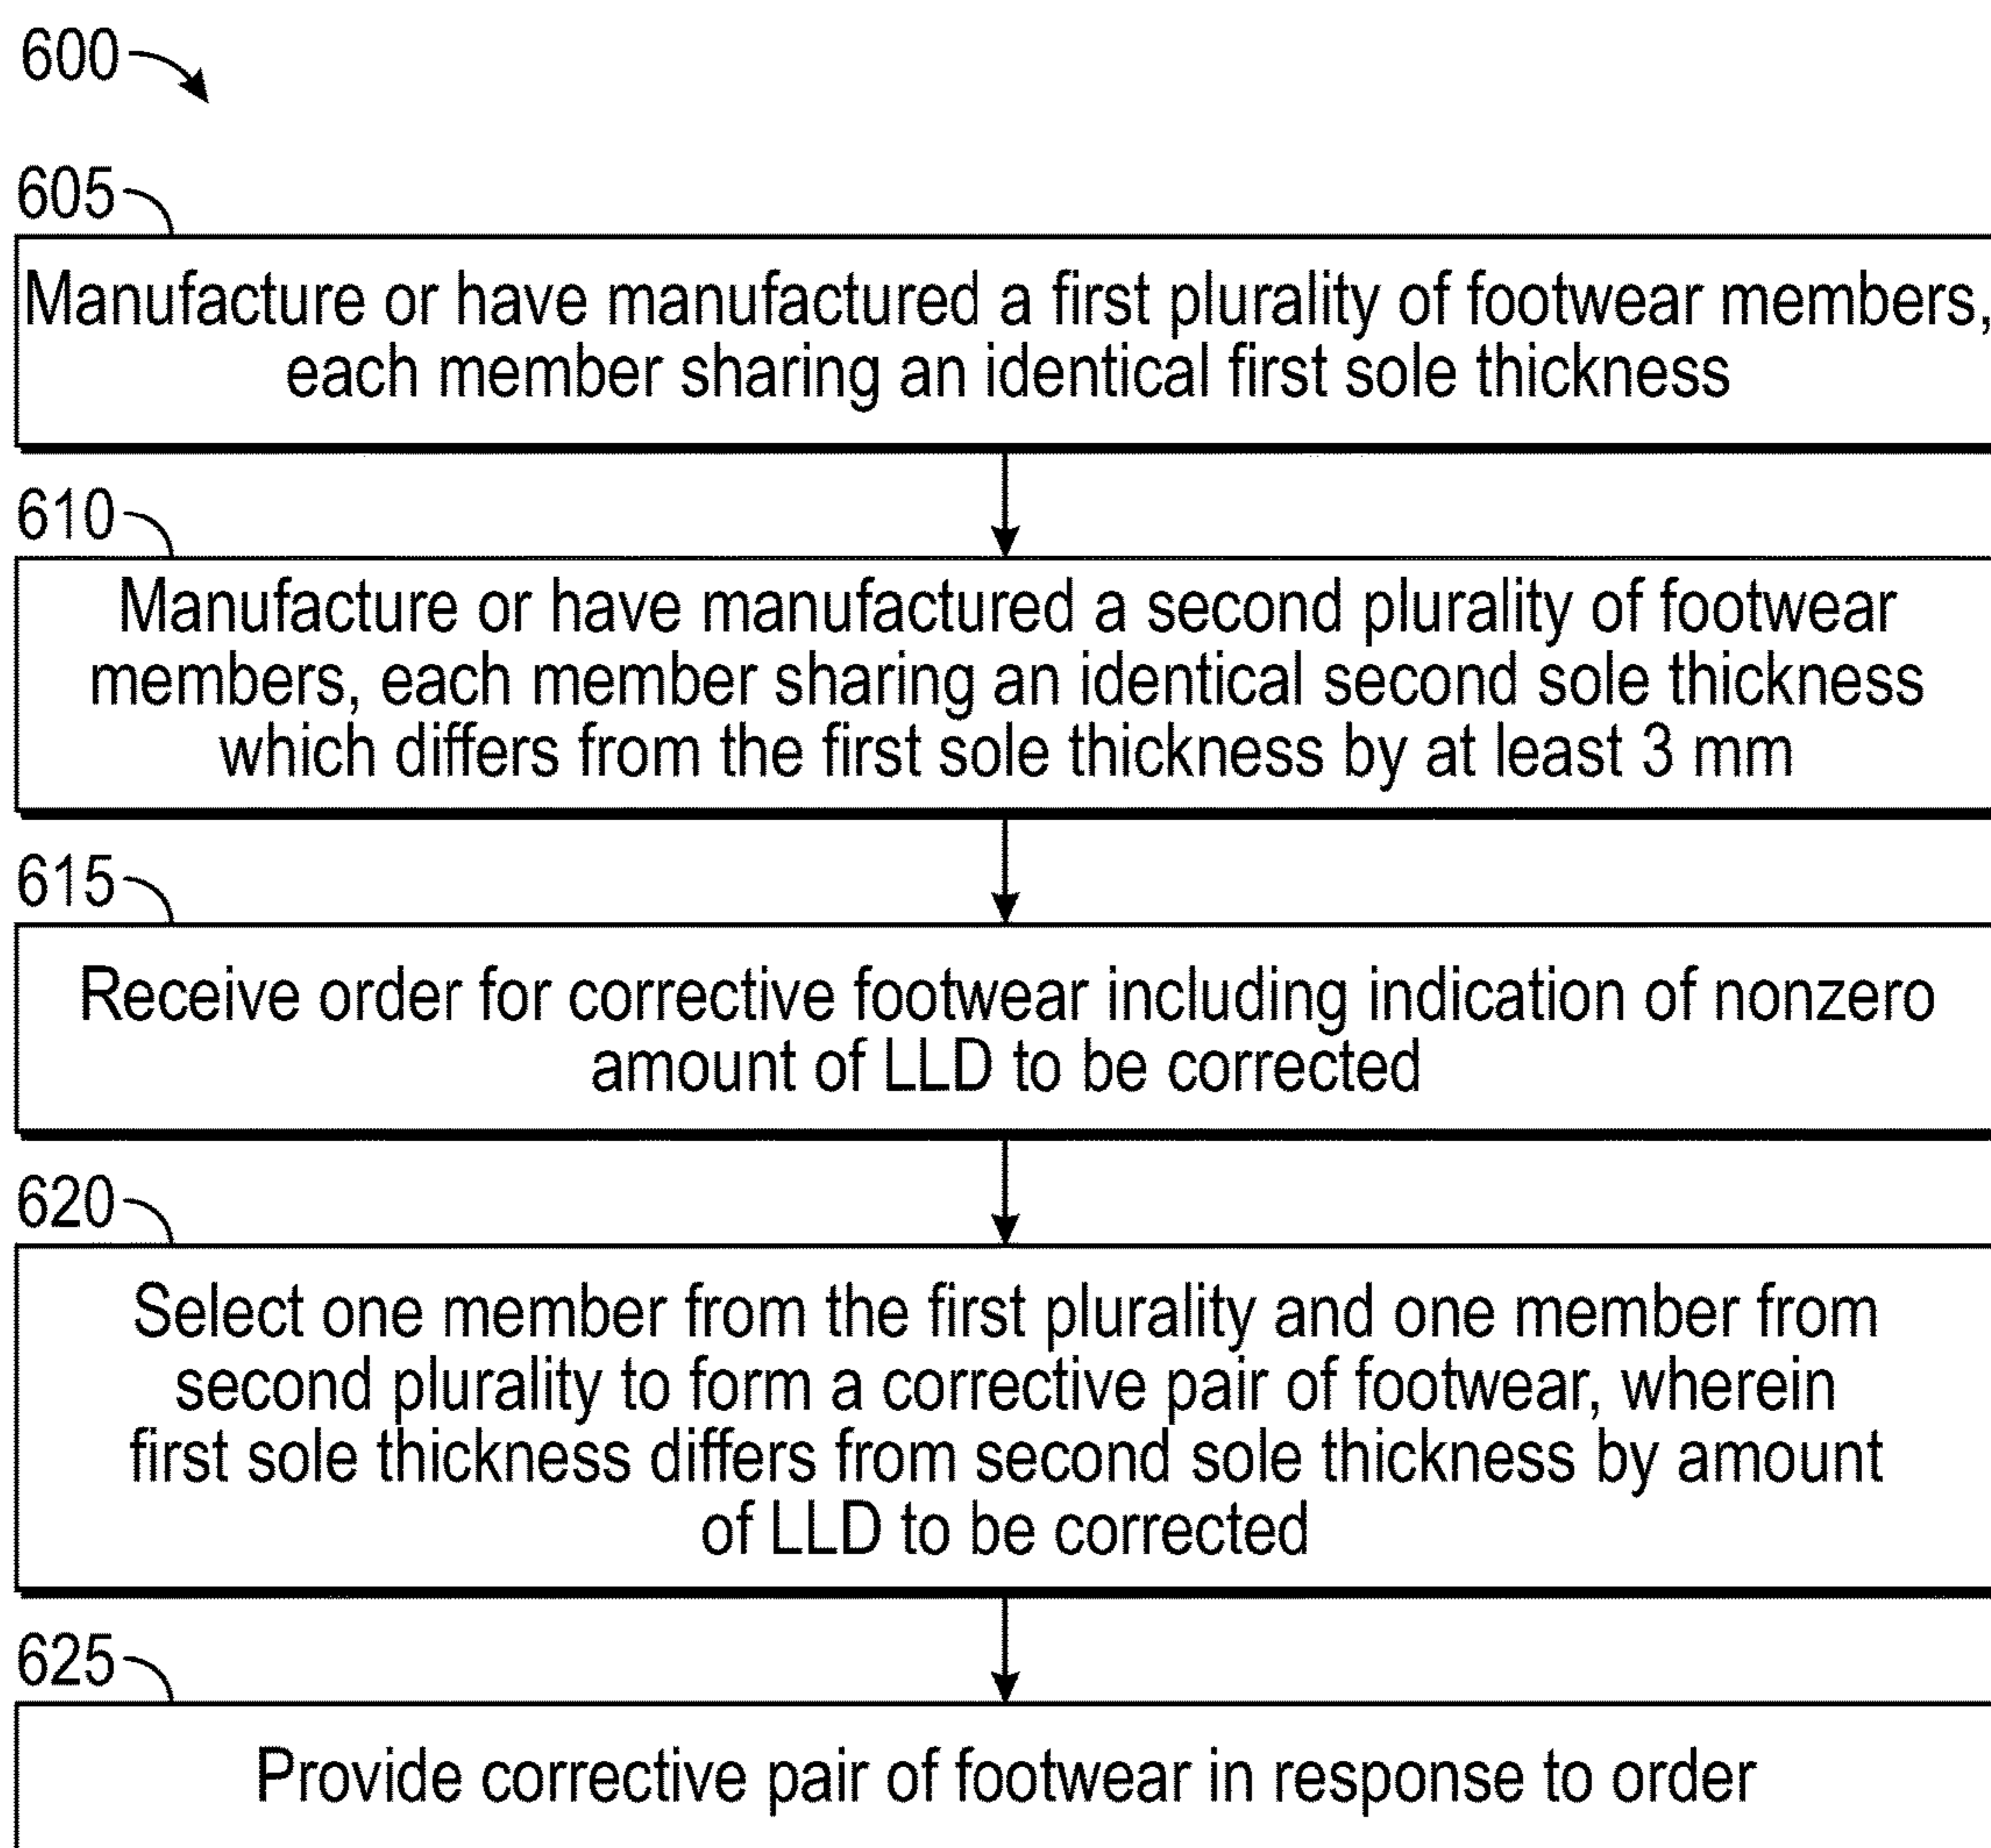 600
605
Manufacture or have manufactured a first plurality of footwear members,
each member sharing an identical first sole thickness
610
Manufacture or have manufactured a second plurality of footwear
members, each member sharing an identical second sole thickness
which differs from the first sole thickness by at least 3 mm
615
Receive order for corrective footwear including indication of nonzero
amount of LLD to be corrected
620
Select one member from the first plurality and one member from
second plurality to form a corrective pair of footwear, wherein
first sole thickness differs from second sole thickness by amount
of LLD to be corrected
625
Provide corrective pair of footwear in response to order